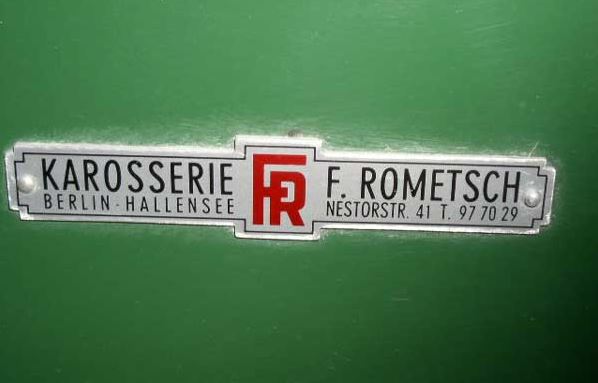 KAROSSERIE
BERLIN-HALLENSEE
FR
F. ROMETSCH
NESTORSTR. 41 T. 97 70 29